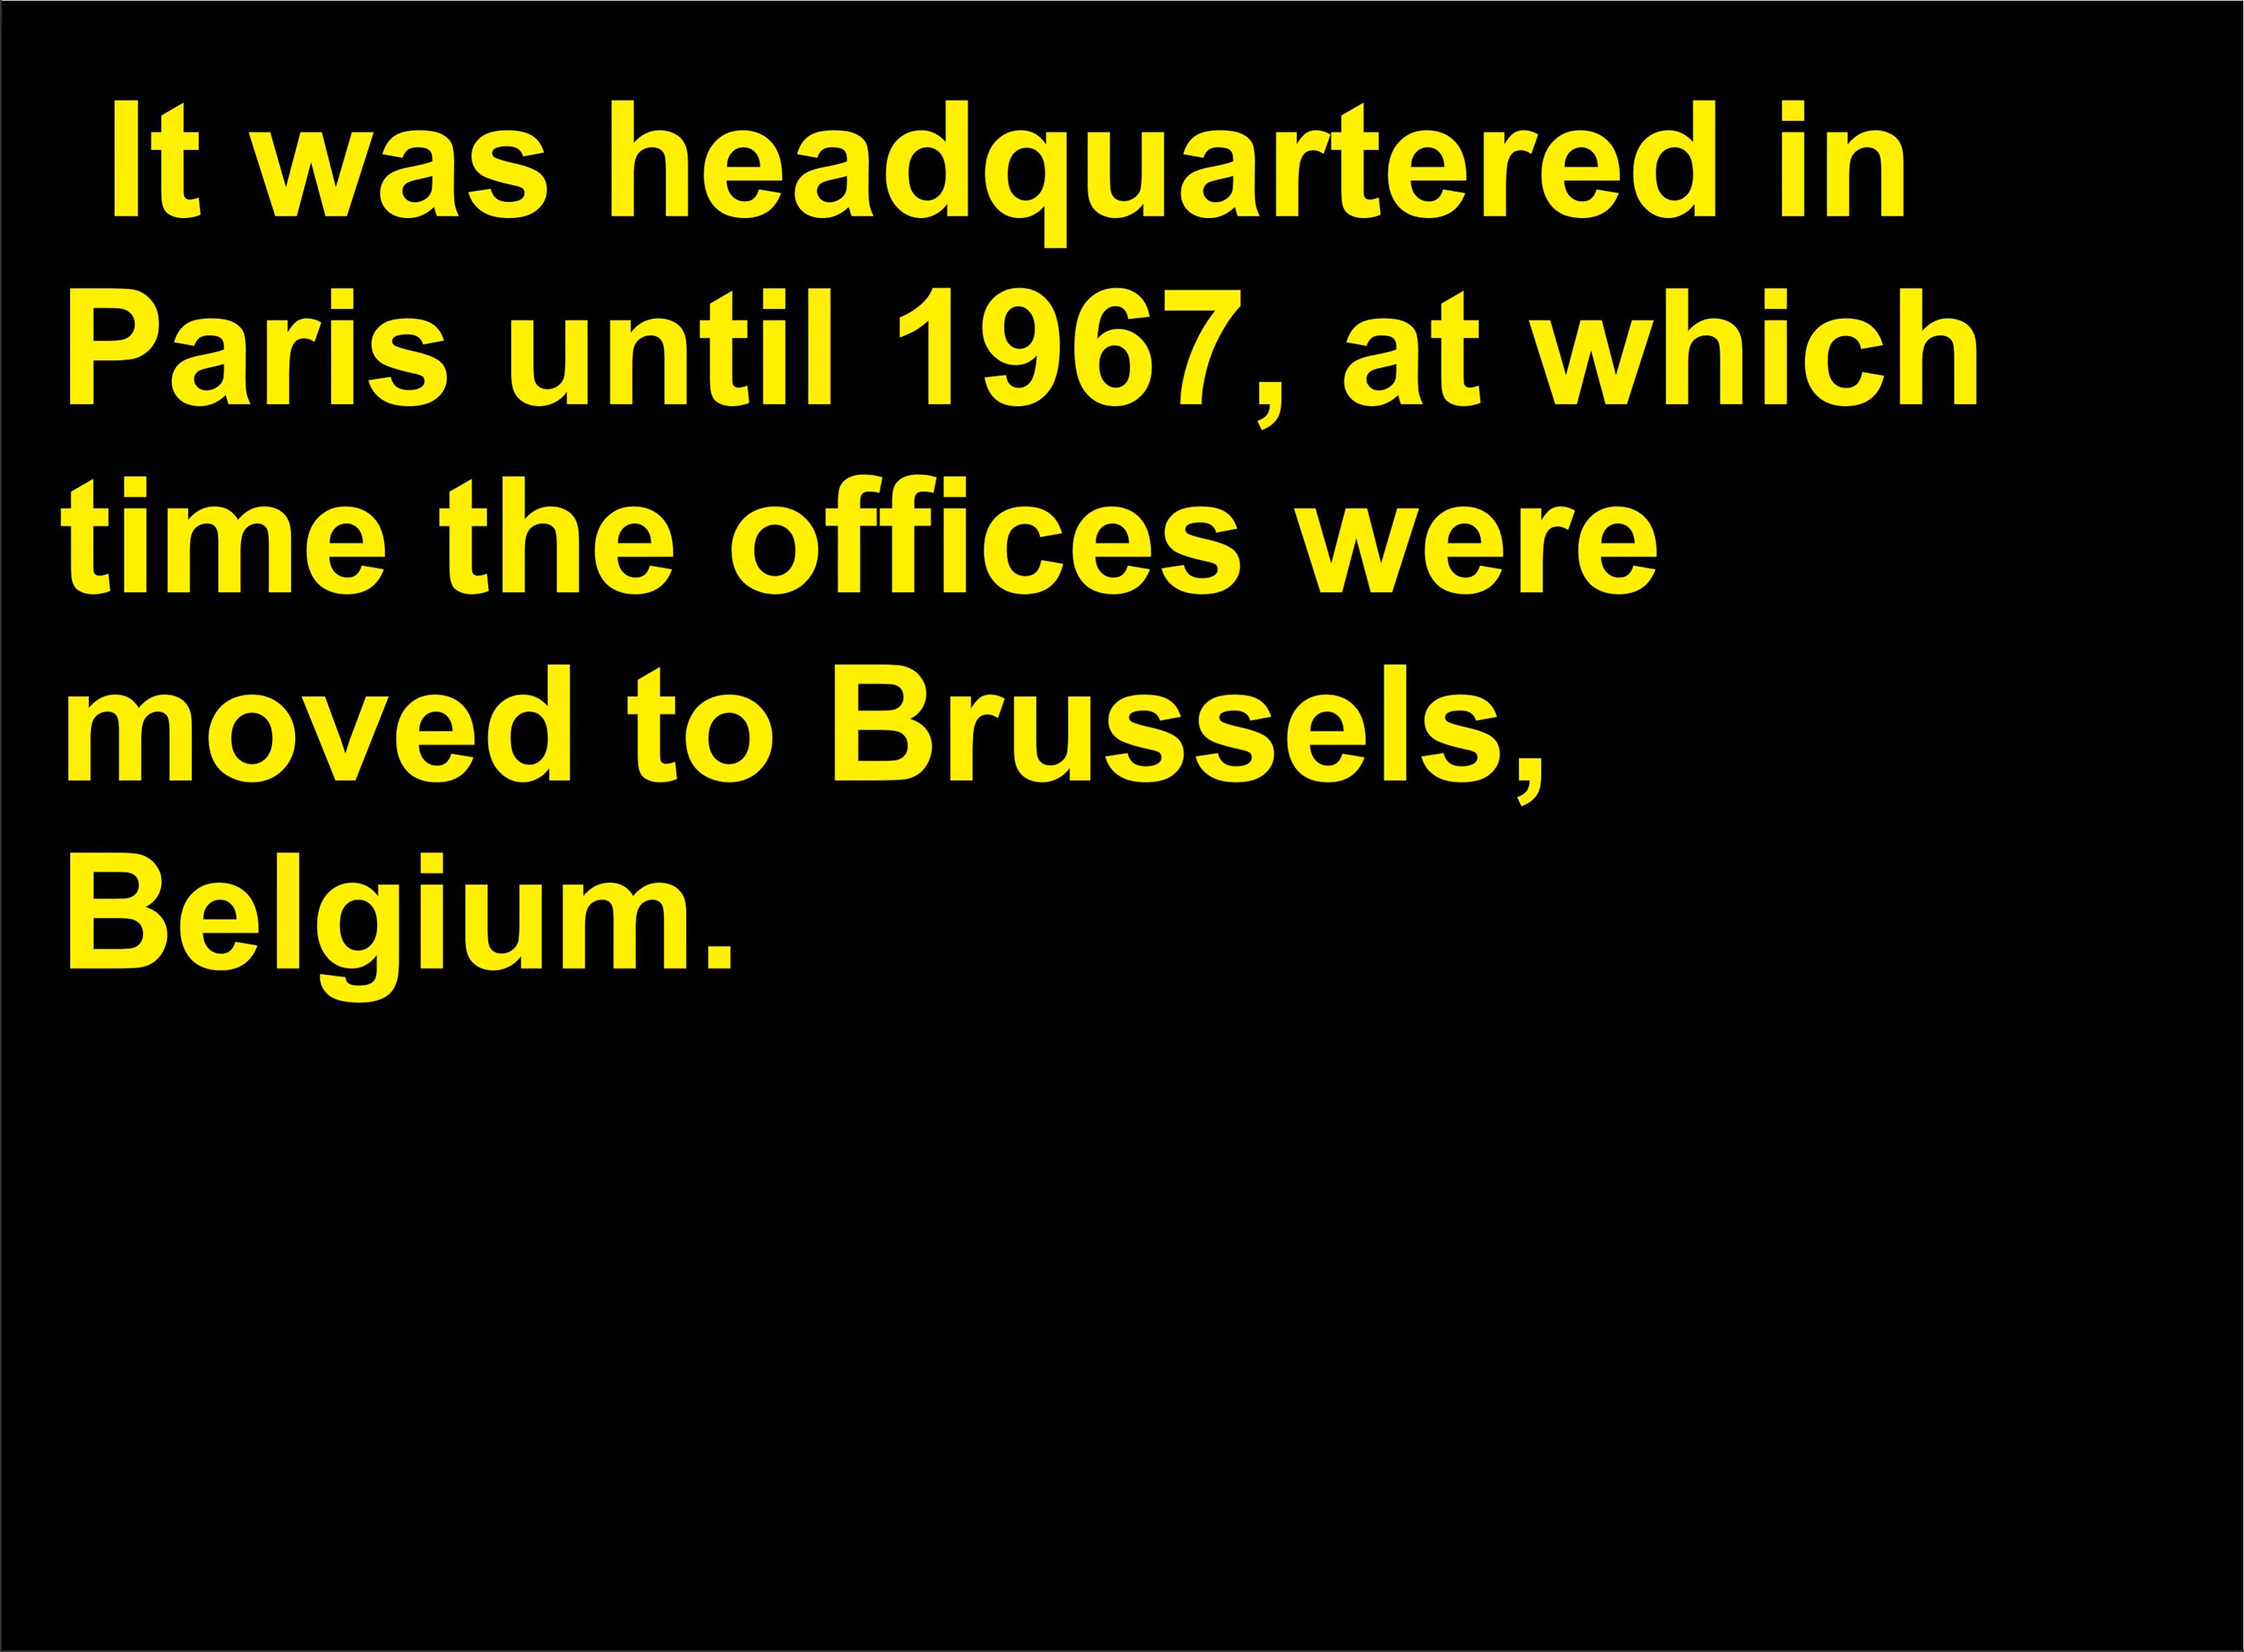 It was headquartered in
Paris until 1967, at which
time the offices were
moved to Brussels,
Belgium.